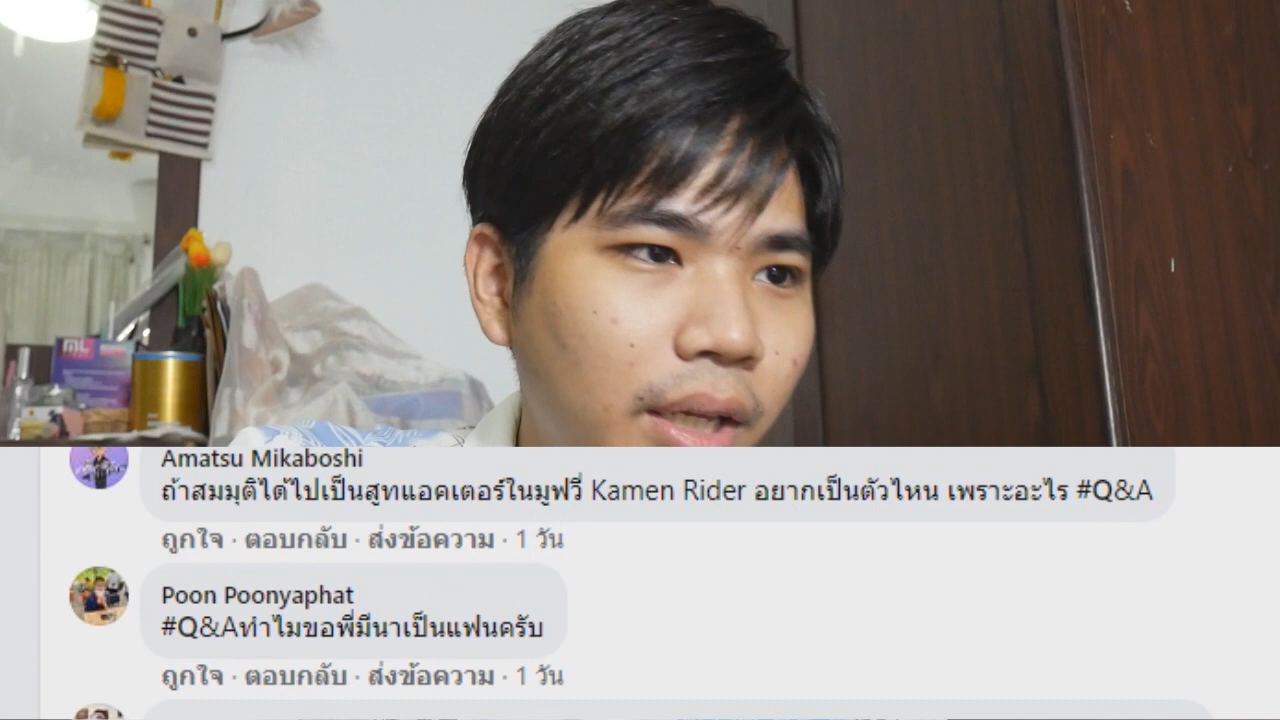 ML
Amatsu Mikaboshi
ถ้าสมมุติได้ไปเป็นสูทแอคเตอร์ในมูฟวี่ Kamen Rider อยากเป็นตัวไหน เพราะอะไร #Q&A
ถูกใจ · ตอบกลับ · ส่งข้อความ · 1 วัน
Poon Poonyaphat
#Q&Aทำไมขอพี่มีนาเป็นแฟนครับ
ถูกใจ · ตอบกลับ · ส่งข้อความ · 1 วัน